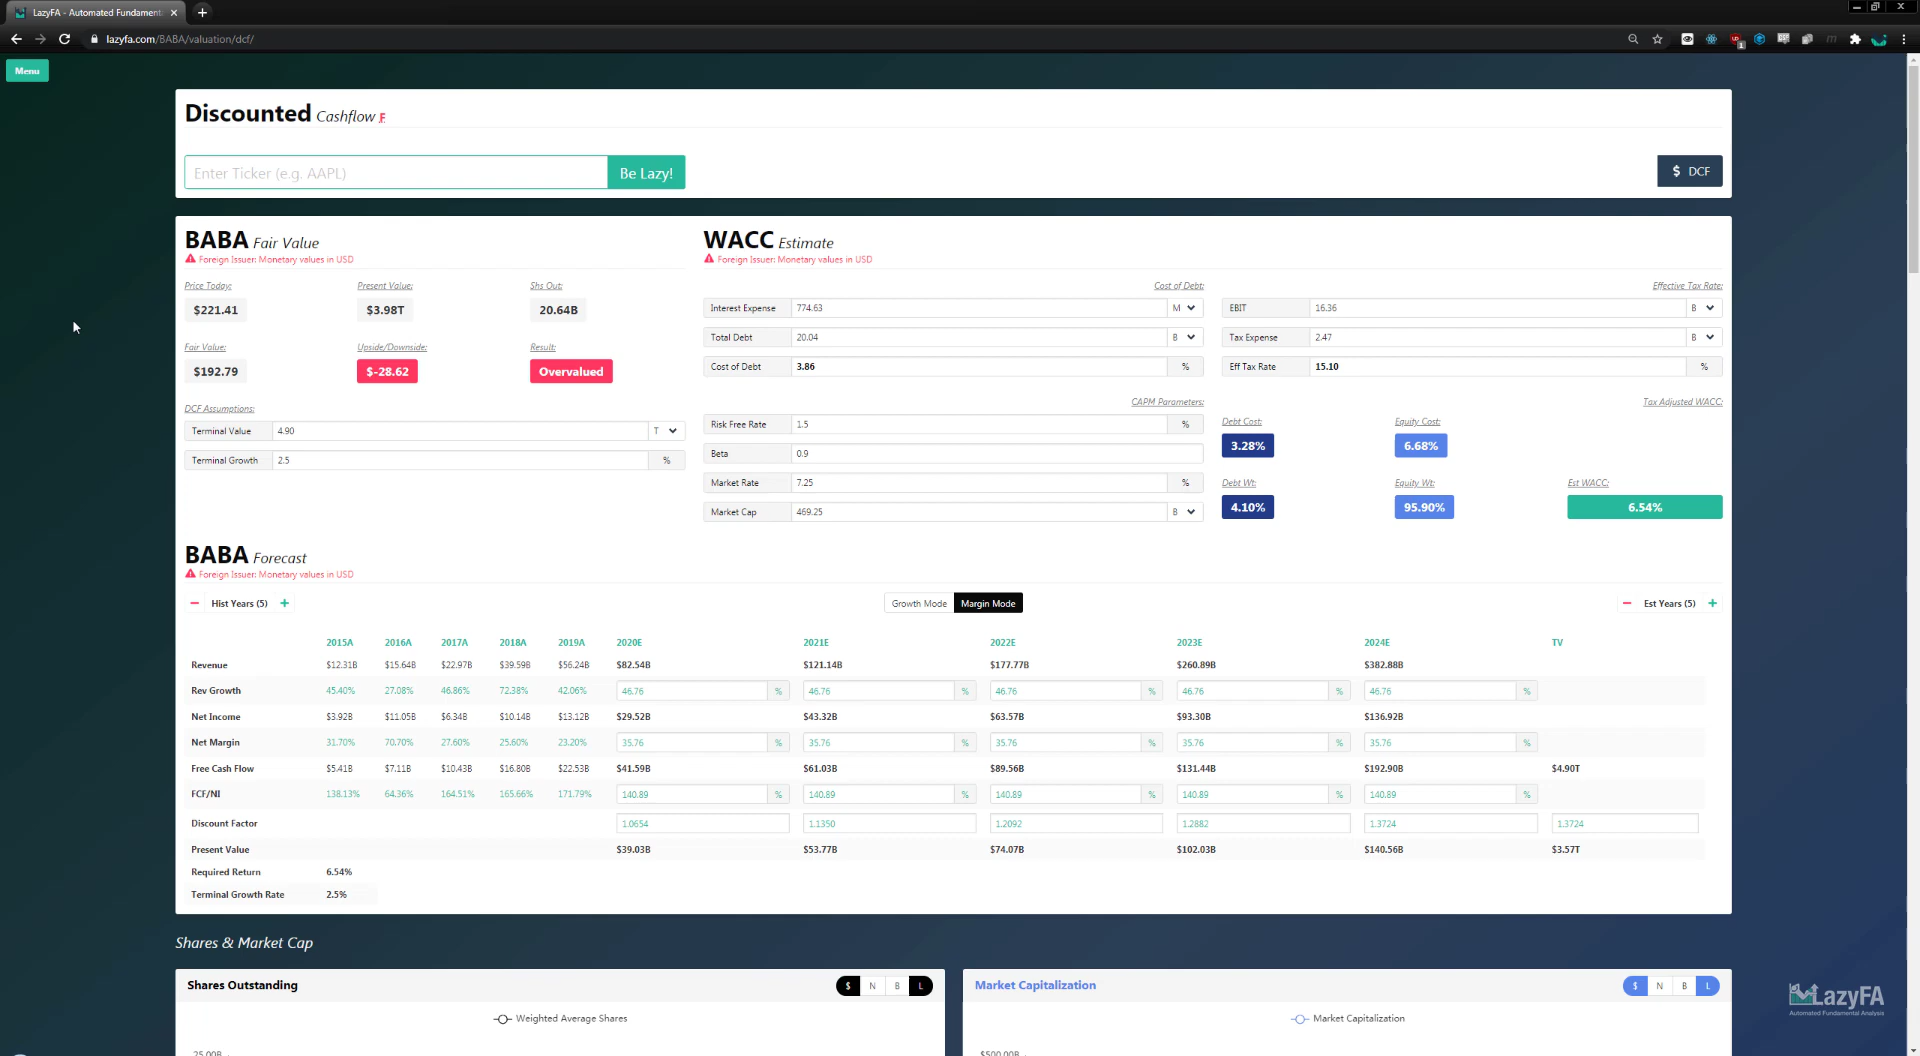 LazyFA - Automated Fundament
lazyfa.com/BABA/valuation/dcf/
Menu
Discounted Cashflow F
Enter Ticker (e.g. AAPL) Be Lazy! $ DCF
BABA Fair Value
Foreign Issuer: Monetary values in USD
Price Today: Present Value: Shs Out:
$221.41 $3.98T 20.64B
Fair Value: Upside/Downside: Result:
$192.79 $-28.62 Overvalued
DCF Assumptions:
Terminal Value 4.90 T
Terminal Growth 2.5 %
WACC Estimate
Foreign Issuer: Monetary values in USD
Cost of Debt:
Interest Expense 774.63 M
Total Debt 20.04 B
Cost of Debt 3.86 %
CAPM Parameters:
Risk Free Rate 1.5 %
Beta 0.9
Market Rate 7.25 %
Market Cap 469.25 B
Effective Tax Rate:
EBIT 16.36 B
Tax Expense 2.47 B
Eff Tax Rate 15.10 %
Tax Adjusted WACC:
Debt Cost: Equity Cost:
3.28% 6.68%
Debt Wt: Equity Wt: Est WACC:
4.10% 95.90% 6.54%
BABA Forecast
Foreign Issuer: Monetary values in USD
− Hist Years (5) + Growth Mode Margin Mode − Est Years (5) +
2015A 2016A 2017A 2018A 2019A 2020E 2021E 2022E 2023E 2024E TV
Revenue $12.31B $15.64B $22.97B $39.59B $56.24B $82.54B $121.14B $177.77B $260.89B $382.88B
Rev Growth 45.40% 27.08% 46.86% 72.38% 42.06% 46.76 % 46.76 % 46.76 % 46.76 % 46.76 %
Net Income $3.92B $11.05B $6.34B $10.14B $13.12B $29.52B $43.32B $63.57B $93.30B $136.92B
Net Margin 31.70% 70.70% 27.60% 25.60% 23.20% 35.76 % 35.76 % 35.76 % 35.76 % 35.76 %
Free Cash Flow $5.41B $7.11B $10.43B $16.80B $22.53B $41.59B $61.03B $89.56B $131.44B $192.90B $4.90T
FCF/NI 138.13% 64.36% 164.51% 165.66% 171.79% 140.89 % 140.89 % 140.89 % 140.89 % 140.89 %
Discount Factor 1.0654 1.1350 1.2092 1.2882 1.3724 1.3724
Present Value $39.03B $53.77B $74.07B $102.03B $140.56B $3.57T
Required Return 6.54%
Terminal Growth Rate 2.5%
Shares & Market Cap
Shares Outstanding $ N B L
Weighted Average Shares
25.00B
Market Capitalization $ N B L
Market Capitalization
$500.00B
LazyFA
Automated Fundamental Analysis